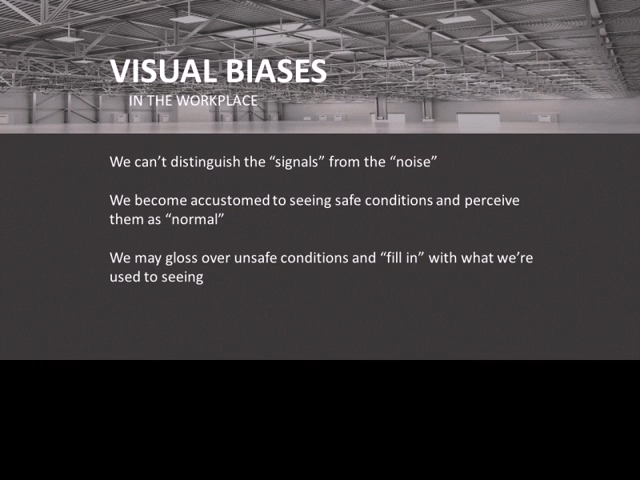 VISUAL BIASES
IN THE WORKPLACE
We can’t distinguish the “signals” from the “noise”
We become accustomed to seeing safe conditions and perceive
them as “normal”
We may gloss over unsafe conditions and “fill in” with what we’re
used to seeing